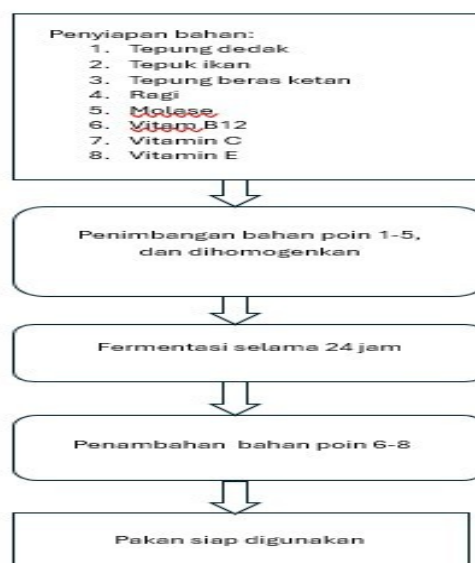 Penyiapan bahan:
1. Tepung dedak
2. Tepuk ikan
3. Tepung beras ketan
4. Ragi
5. Molase
6. Vitam B12
7. Vitamin C
8. Vitamin E
Penimbangan bahan poin 1-5,
dan dihomogenkan
Fermentasi selama 24 jam
Penambahan bahan poin 6-8
Pakan siap digunakan